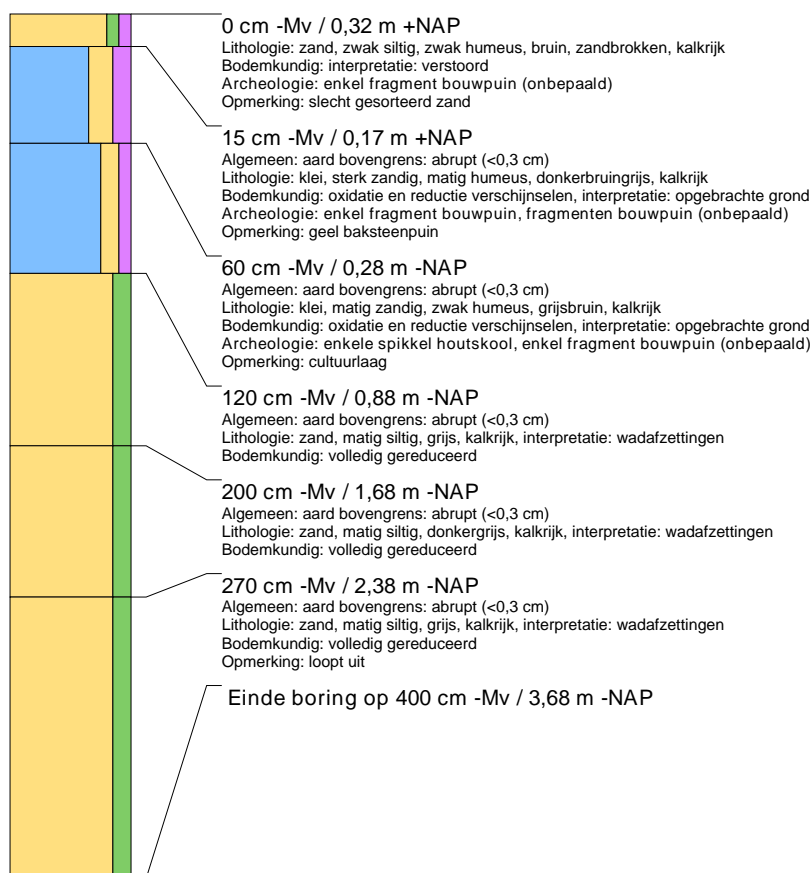 0 cm -Mv / 0,32 m +NAP
Lithologie: zand, zwak siltig, zwak humeus, bruin, zandbrokken, kalkrijk
Bodemkundig: interpretatie: verstoord
Archeologie: enkel fragment bouwpuin (onbepaald)
Opmerking: slecht gesorteerd zand
15 cm -Mv / 0,17 m +NAP
Algemeen: aard bovengrens: abrupt (<0,3 cm)
Lithologie: klei, sterk zandig, matig humeus, donkerbruingrijs, kalkrijk
Bodemkundig: oxidatie en reductie verschijnselen, interpretatie: opgebrachte grond
Archeologie: enkel fragment bouwpuin, fragmenten bouwpuin (onbepaald)
Opmerking: geel baksteenpuin
60 cm -Mv / 0,28 m -NAP
Algemeen: aard bovengrens: abrupt (<0,3 cm)
Lithologie: klei, matig zandig, zwak humeus, grijsbruin, kalkrijk
Bodemkundig: oxidatie en reductie verschijnselen, interpretatie: opgebrachte grond
Archeologie: enkele spikkel houtskool, enkel fragment bouwpuin (onbepaald)
Opmerking: cultuurlaag
120 cm -Mv / 0,88 m -NAP
Algemeen: aard bovengrens: abrupt (<0,3 cm)
Lithologie: zand, matig siltig, grijs, kalkrijk, interpretatie: wadafzettingen
Bodemkundig: volledig gereduceerd
200 cm -Mv / 1,68 m -NAP
Algemeen: aard bovengrens: abrupt (<0,3 cm)
Lithologie: zand, matig siltig, donkergrijs, kalkrijk, interpretatie: wadafzettingen
Bodemkundig: volledig gereduceerd
270 cm -Mv / 2,38 m -NAP
Algemeen: aard bovengrens: abrupt (<0,3 cm)
Lithologie: zand, matig siltig, grijs, kalkrijk, interpretatie: wadafzettingen
Bodemkundig: volledig gereduceerd
Opmerking: loopt uit
Einde boring op 400 cm -Mv / 3,68 m -NAP